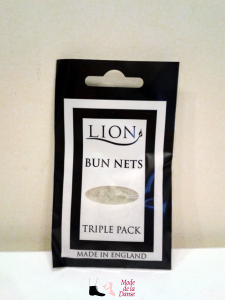 LION
BUN NETS
TRIPLE PACK
MADE IN ENGLAND
Mode
de la
Danse